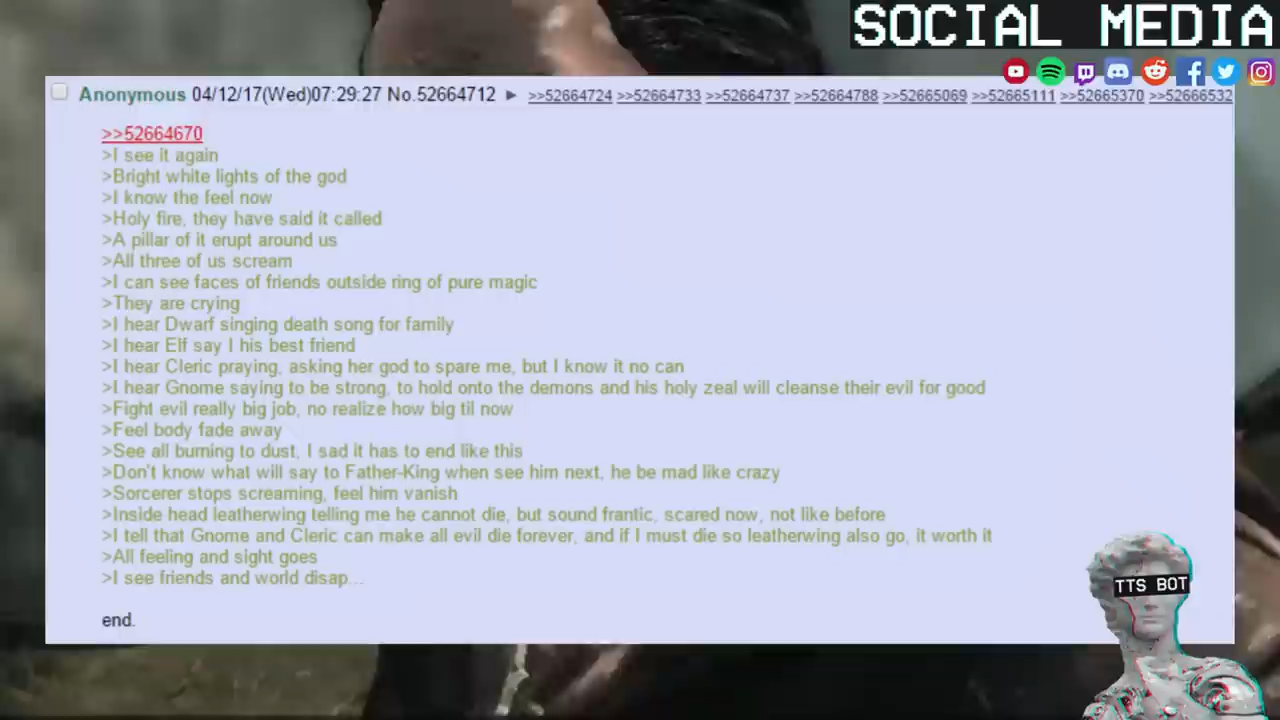 SOCIAL MEDIA
Anonymous 04/12/17(Wed)07:29:27 No.52664712 ► >>52664724 >>52664733 >>52664737 >>52664788 >>52665069 >>52665111 >>52665370 >>52666532
>>52664670
>I see it again
>Bright white lights of the god
>I know the feel now
>Holy fire, they have said it called
>A pillar of it erupt around us
>All three of us scream
>I can see faces of friends outside ring of pure magic
>They are crying
>I hear Dwarf singing death song for family
>I hear Elf say I his best friend
>I hear Cleric praying, asking her god to spare me, but I know it no can
>I hear Gnome saying to be strong, to hold onto the demons and his holy zeal will cleanse their evil for good
>Fight evil really big job, no realize how big til now
>Feel body fade away
>See all burning to dust, I sad it has to end like this
>Don't know what will say to Father-King when see him next, he be mad like crazy
>Sorcerer stops screaming, feel him vanish
>Inside head leatherwing telling me he cannot die, but sound frantic, scared now, not like before
>I tell that Gnome and Cleric can make all evil die forever, and if I must die so leatherwing also go, it worth it
>All feeling and sight goes
>I see friends and world disap...
end.
TTS BOT